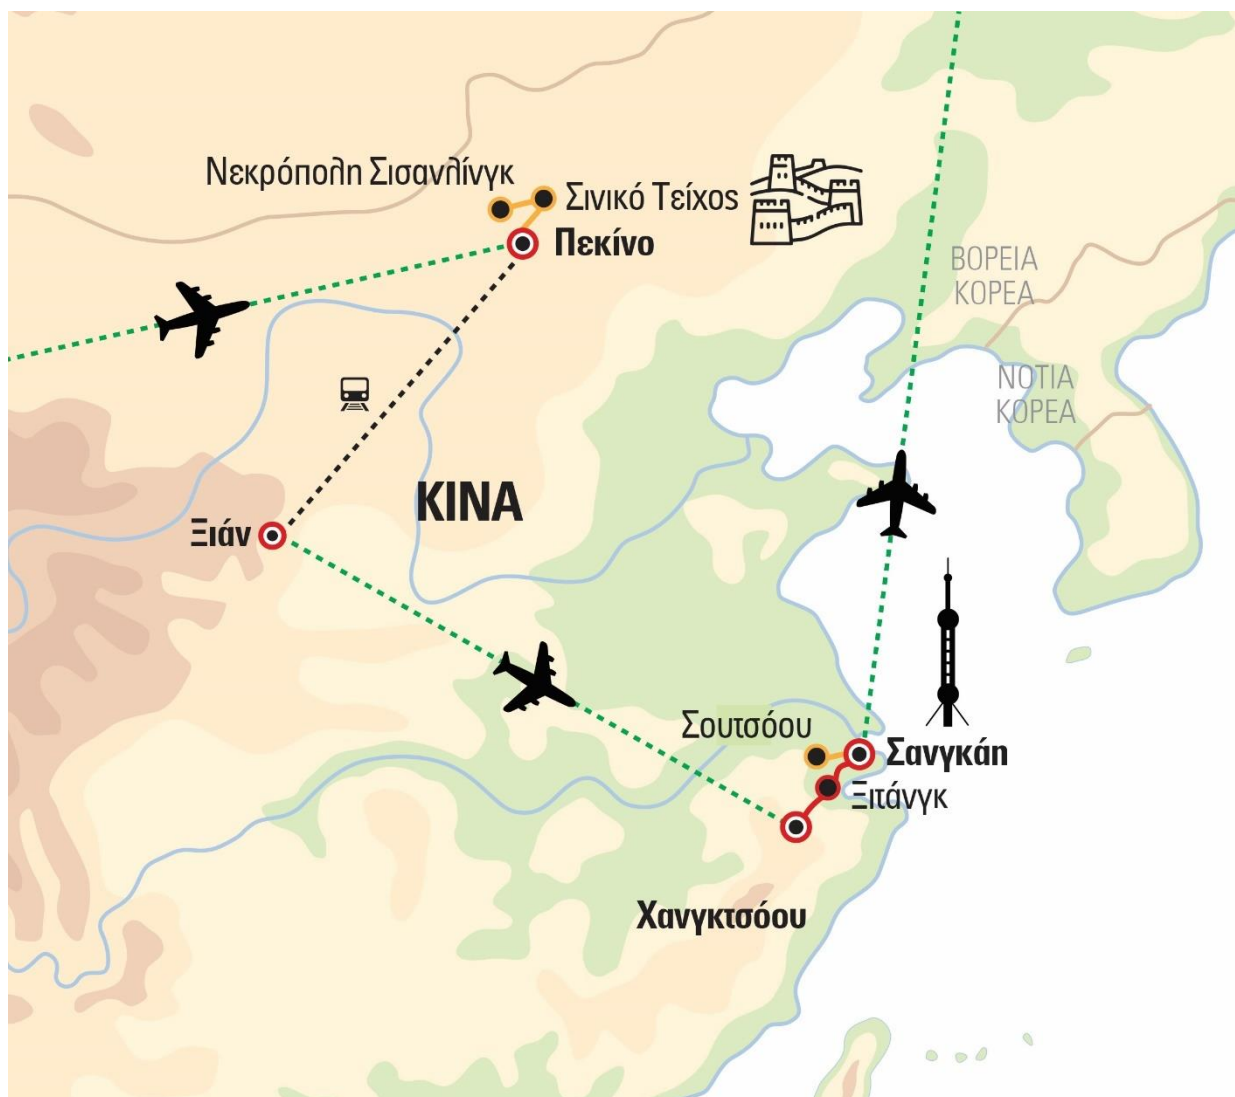 Νεκρόπολη Σισανλίνγκ
Σινικό Τείχος
Πεκίνο
ΒΟΡΕΙΑ
ΚΟΡΕΑ
ΝΟΤΙΑ
ΚΟΡΕΑ
ΚΙΝΑ
Ξιάν
Σουτσόου
Σανγκάη
Ξιτάνγκ
Χανγκτσόου